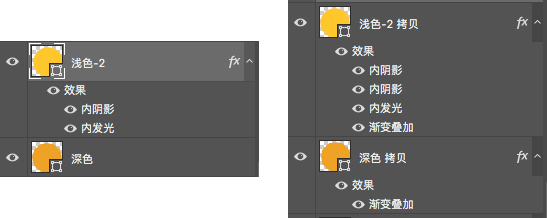 浅色-2 fx
效果
内阴影
内发光
深色
浅色-2 拷贝 fx
效果
内阴影
内阴影
内发光
渐变叠加
深色 拷贝 fx
效果
渐变叠加